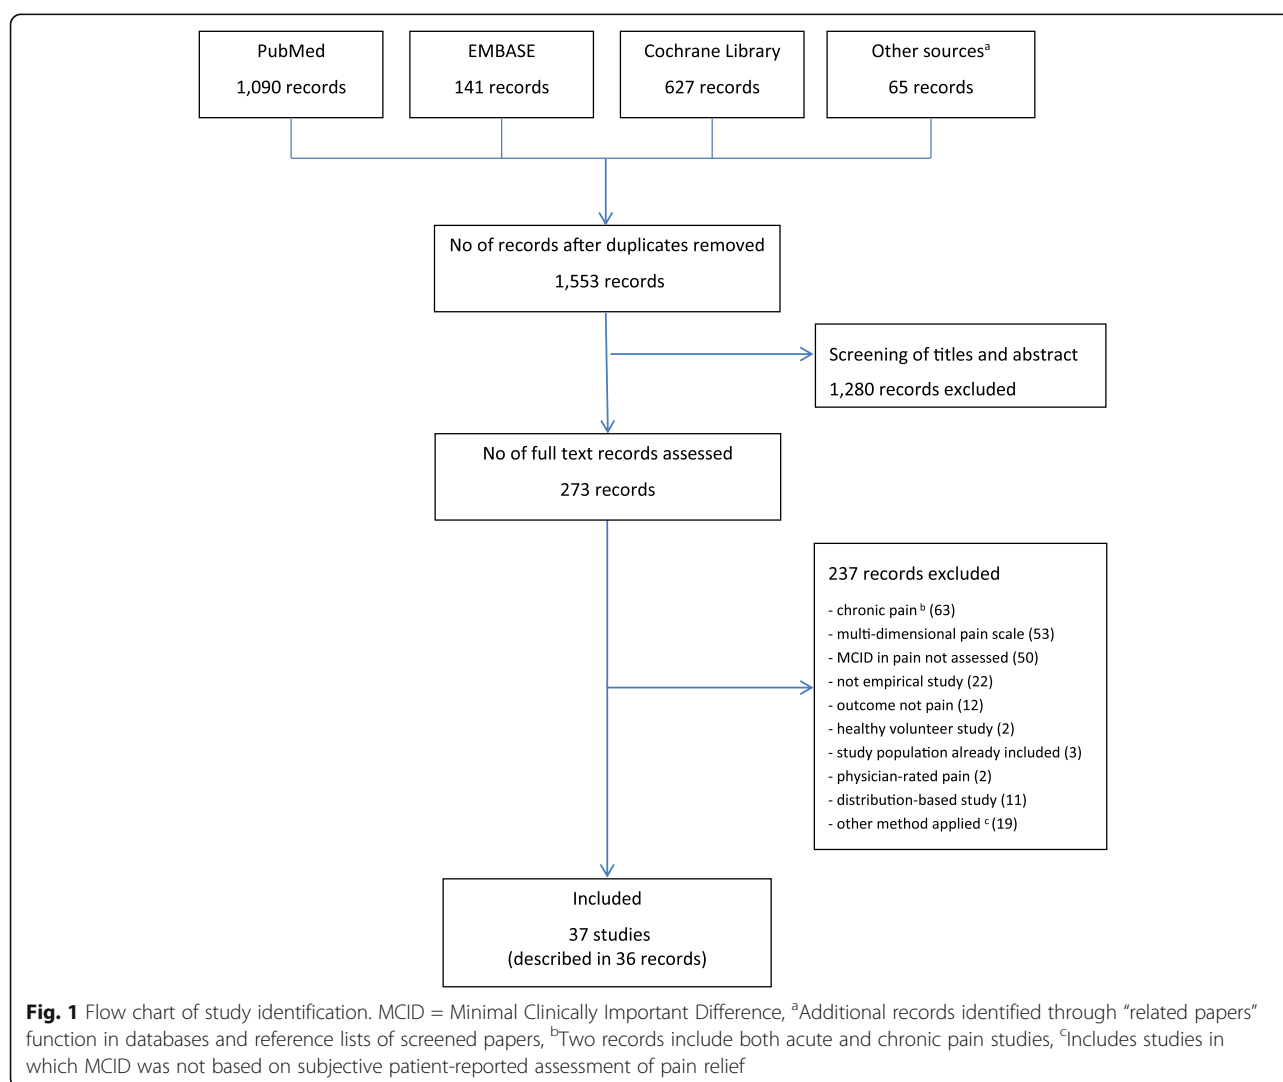 PubMed
1,090 records
EMBASE
141 records
Cochrane Library
627 records
Other sourcesᵃ
65 records
No of records after duplicates removed
1,553 records
Screening of titles and abstract
1,280 records excluded
No of full text records assessed
273 records
237 records excluded
- chronic pain ᵇ (63)
- multi-dimensional pain scale (53)
- MCID in pain not assessed (50)
- not empirical study (22)
- outcome not pain (12)
- healthy volunteer study (2)
- study population already included (3)
- physician-rated pain (2)
- distribution-based study (11)
- other method applied ᶜ (19)
Included
37 studies
(described in 36 records)
Fig. 1 Flow chart of study identification. MCID = Minimal Clinically Important Difference, ᵃAdditional records identified through “related papers”
function in databases and reference lists of screened papers, ᵇTwo records include both acute and chronic pain studies, ᶜIncludes studies in
which MCID was not based on subjective patient-reported assessment of pain relief